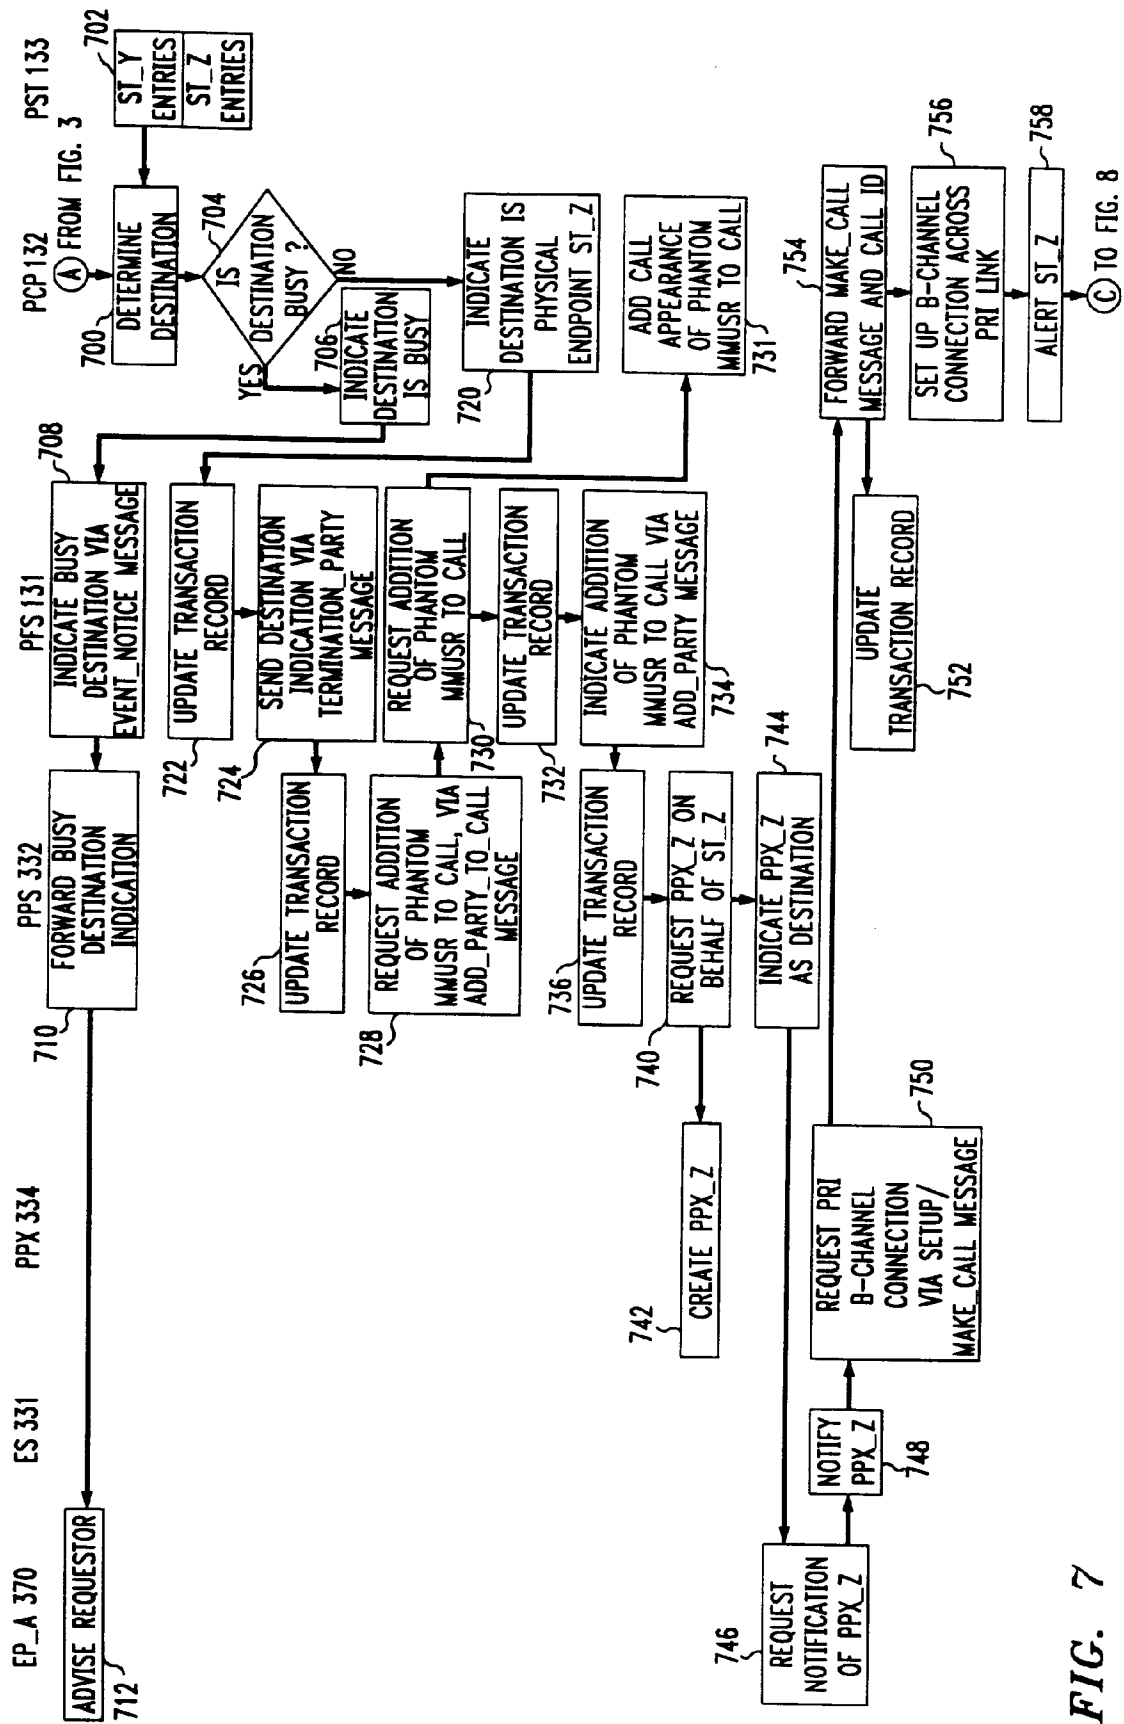 EP_A 370
ES 331
PPX 334
PPS 332
PFS 131
PCP 132
PST 133
A FROM FIG. 3
702
ST_Y
ENTRIES
ST_Z
ENTRIES
700
DETERMINE
DESTINATION
704
IS
DESTINATION
BUSY ?
YES
NO
706
INDICATE
DESTINATION
IS BUSY
708
INDICATE BUSY
DESTINATION VIA
EVENT_NOTICE MESSAGE
710
FORWARD BUSY
DESTINATION
INDICATION
712
ADVISE REQUESTOR
720
INDICATE
DESTINATION IS
PHYSICAL
ENDPOINT ST_Z
722
UPDATE TRANSACTION
RECORD
724
SEND DESTINATION
INDICATION VIA
TERMINATION_PARTY
MESSAGE
726
UPDATE TRANSACTION
RECORD
728
REQUEST ADDITION
OF PHANTOM
MMUSR TO CALL, VIA
ADD_PARTY_TO_CALL
MESSAGE
730
REQUEST ADDITION
OF PHANTOM
MMUSR TO CALL
731
ADD CALL
APPEARANCE
OF PHANTOM
MMUSR TO CALL
732
UPDATE TRANSACTION
RECORD
734
INDICATE ADDITION
OF PHANTOM
MMUSR TO CALL VIA
ADD_PARTY MESSAGE
736
UPDATE TRANSACTION
RECORD
740
REQUEST PPX_Z ON
BEHALF OF ST_Z
742
CREATE PPX_Z
744
INDICATE PPX_Z
AS DESTINATION
746
REQUEST
NOTIFICATION
OF PPX_Z
748
NOTIFY
PPX_Z
750
REQUEST PRI
B-CHANNEL
CONNECTION
VIA SETUP/
MAKE_CALL MESSAGE
752
UPDATE
TRANSACTION RECORD
754
FORWARD MAKE_CALL
MESSAGE AND CALL ID
756
SET UP B-CHANNEL
CONNECTION ACROSS
PRI LINK
758
ALERT ST_Z
C TO FIG. 8
FIG. 7